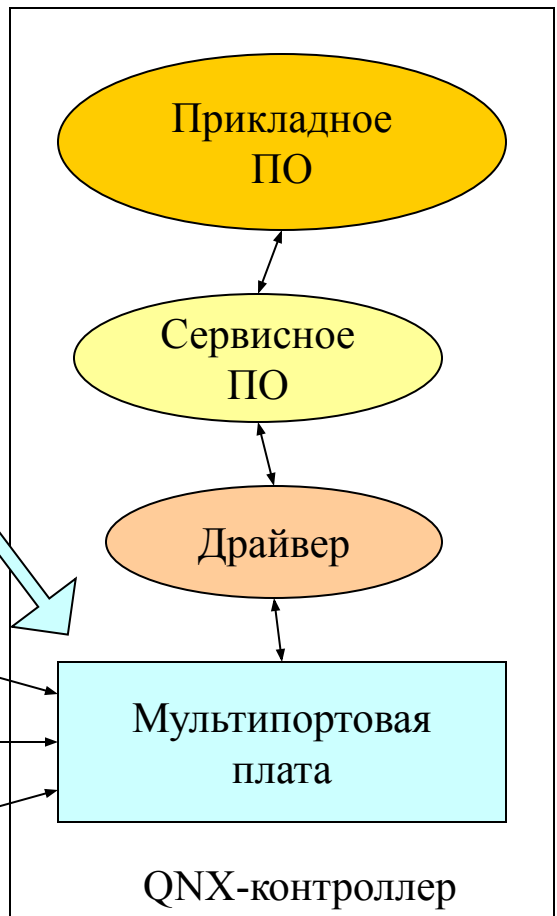 Прикладное
ПО
Сервисное
ПО
Драйвер
Мультипортовая
плата
QNX-контроллер